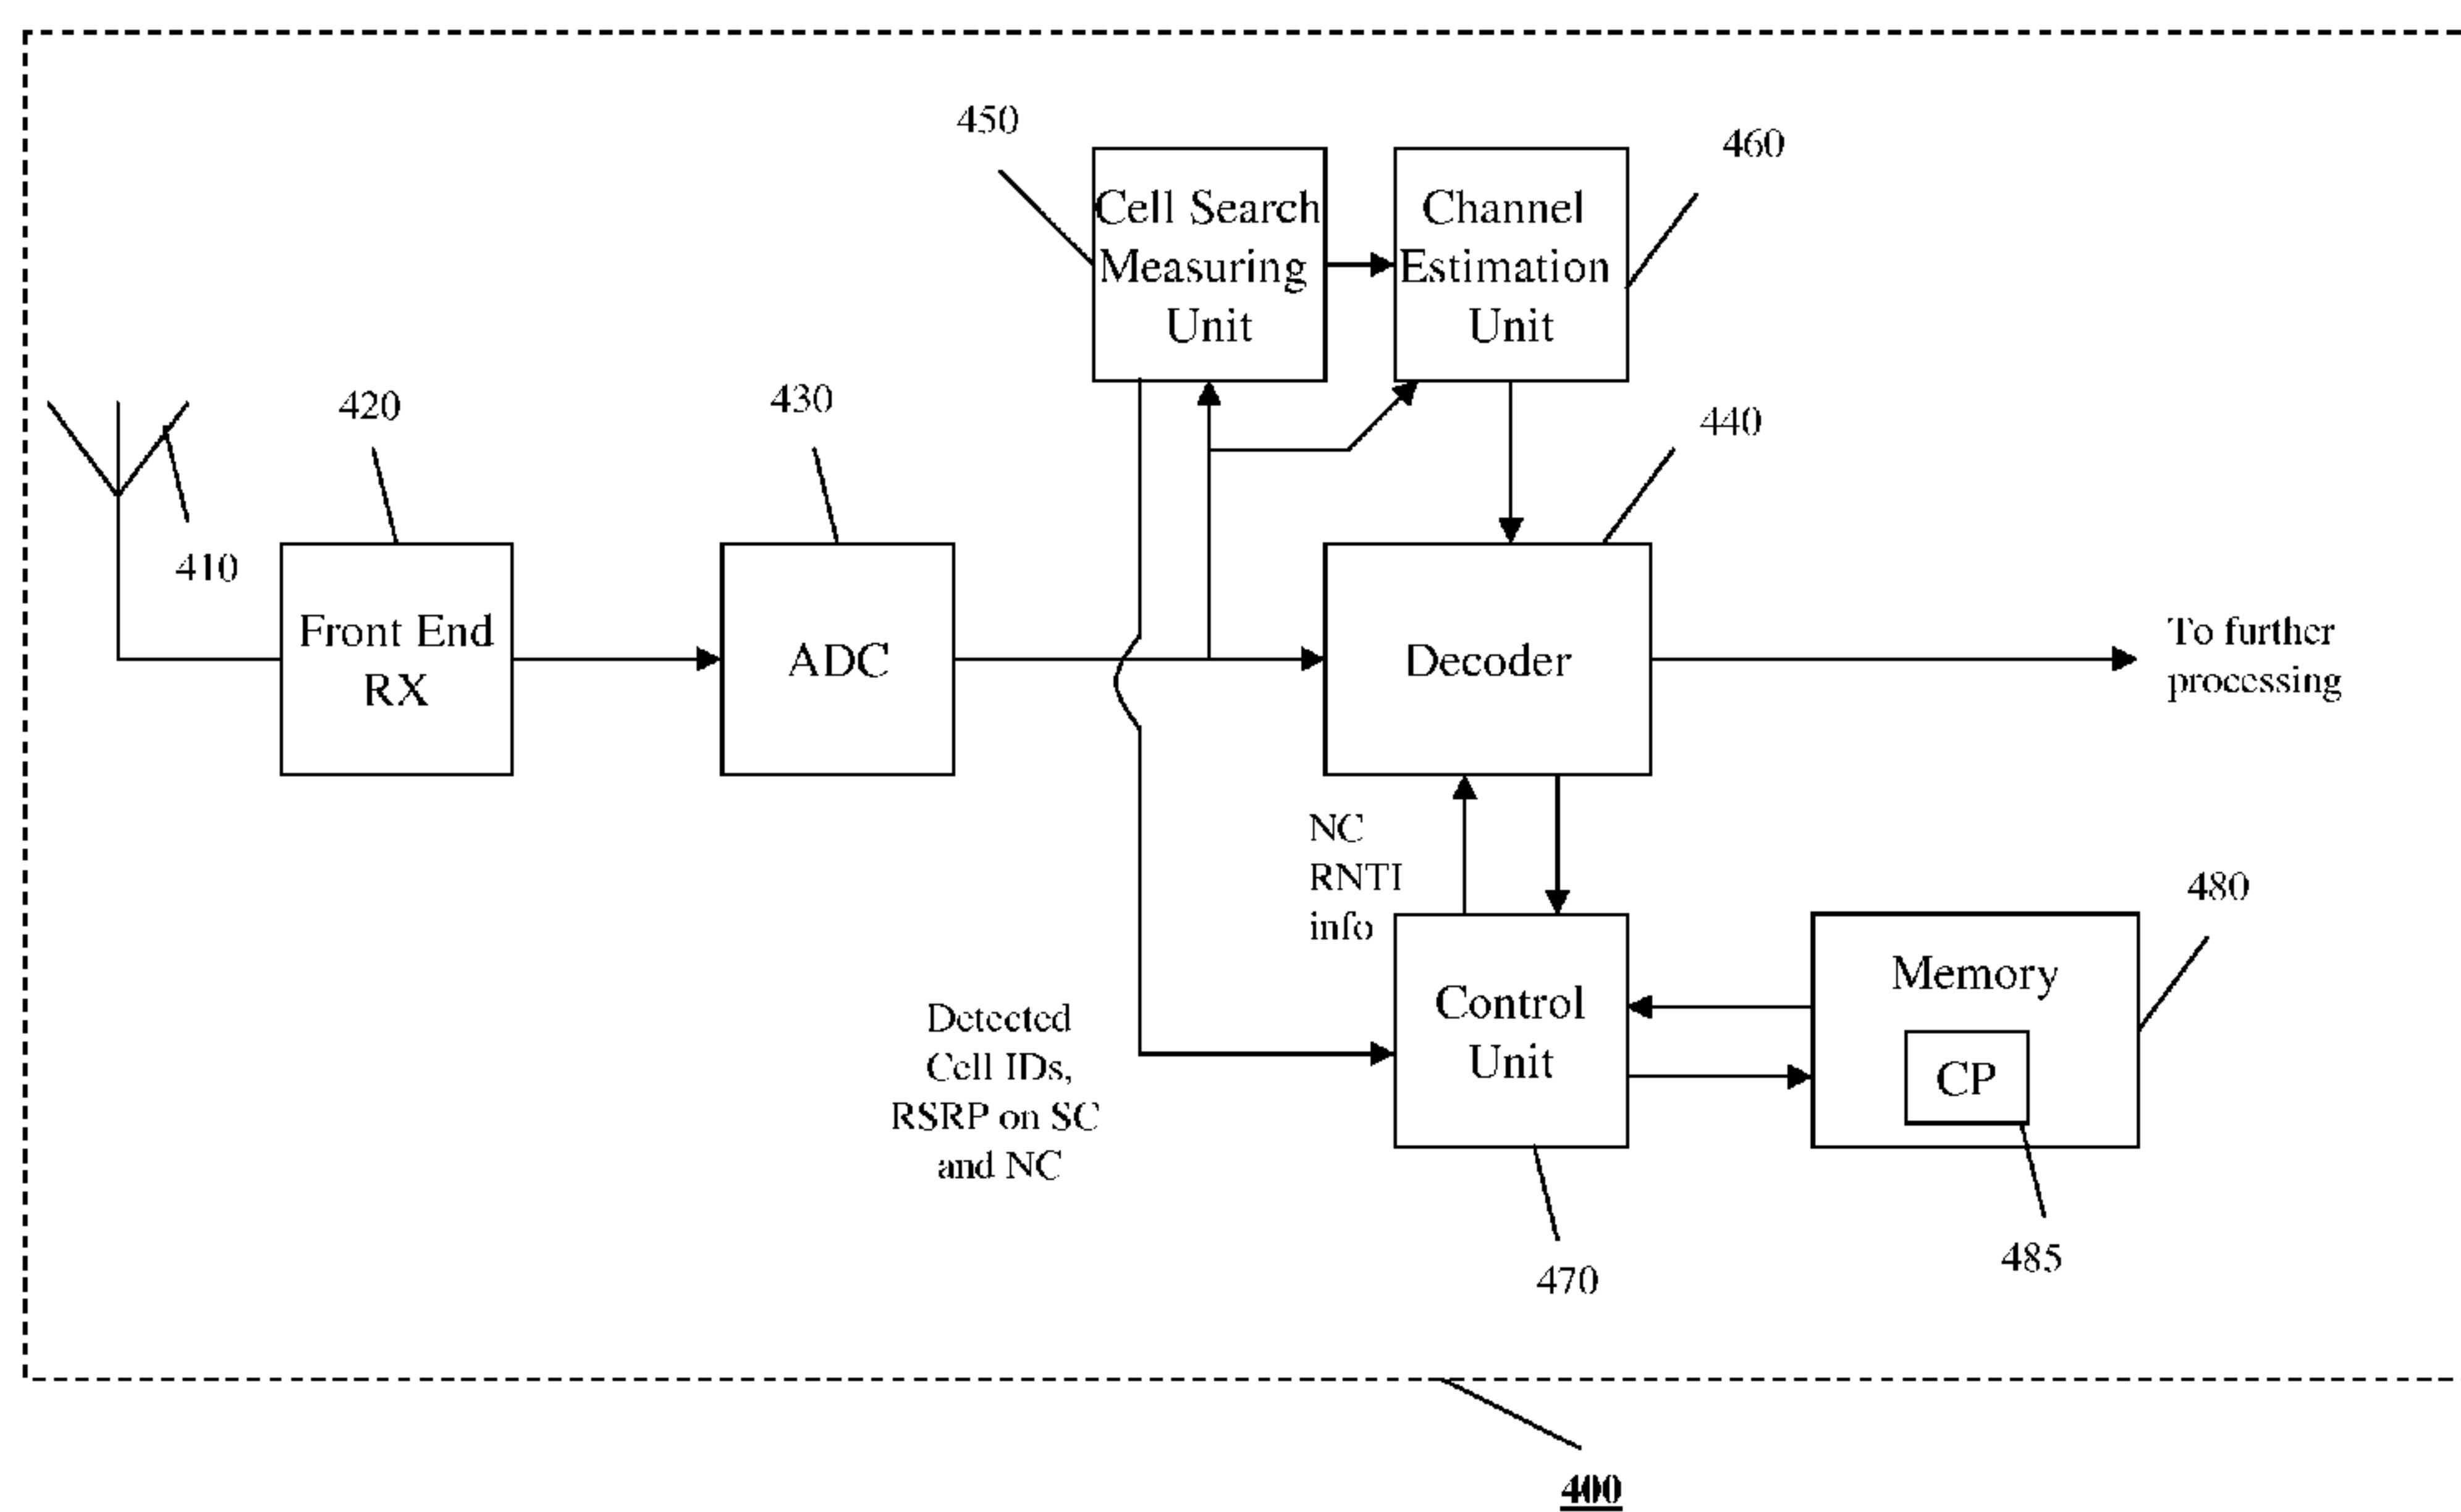 450
460
Cell Search
Measuring
Unit
Channel
Estimation
Unit
420
430
440
410
Front End
RX
ADC
Decoder
To further
processing
NC
RNTI
info
480
Detected
Cell IDs,
RSRP on SC
and NC
Control
Unit
Memory
CP
485
470
400